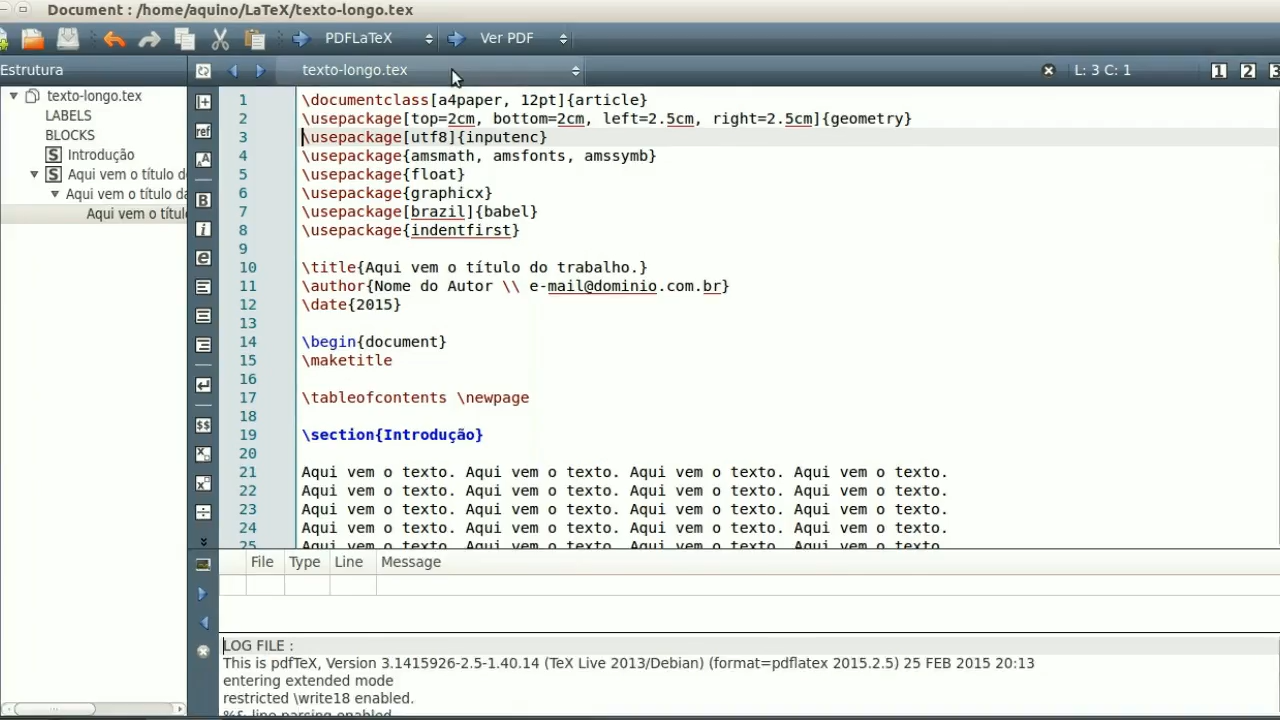 Document : /home/aquino/LaTeX/texto-longo.tex
PDFLaTeX
Ver PDF
Estrutura
texto-longo.tex
L: 3 C: 1
1
2
3
texto-longo.tex
LABELS
BLOCKS
Introdução
Aqui vem o título d
Aqui vem o título da
Aqui vem o títul
1 \documentclass[a4paper, 12pt]{article}
2 \usepackage[top=2cm, bottom=2cm, left=2.5cm, right=2.5cm]{geometry}
3 \usepackage[utf8]{inputenc}
4 \usepackage{amsmath, amsfonts, amssymb}
5 \usepackage{float}
6 \usepackage{graphicx}
7 \usepackage[brazil]{babel}
8 \usepackage{indentfirst}
9
10 \title{Aqui vem o título do trabalho.}
11 \author{Nome do Autor \\ e-mail@dominio.com.br}
12 \date{2015}
13
14 \begin{document}
15 \maketitle
16
17 \tableofcontents \newpage
18
19 \section{Introdução}
20
21 Aqui vem o texto. Aqui vem o texto. Aqui vem o texto. Aqui vem o texto.
22 Aqui vem o texto. Aqui vem o texto. Aqui vem o texto. Aqui vem o texto.
23 Aqui vem o texto. Aqui vem o texto. Aqui vem o texto. Aqui vem o texto.
24 Aqui vem o texto. Aqui vem o texto. Aqui vem o texto. Aqui vem o texto.
25 Aqui vem o texto. Aqui vem o texto. Aqui vem o texto. Aqui vem o texto.
File Type Line Message
LOG FILE :
This is pdfTeX, Version 3.1415926-2.5-1.40.14 (TeX Live 2013/Debian) (format=pdflatex 2015.2.5) 25 FEB 2015 20:13
entering extended mode
restricted \write18 enabled.
%&-line parsing enabled.